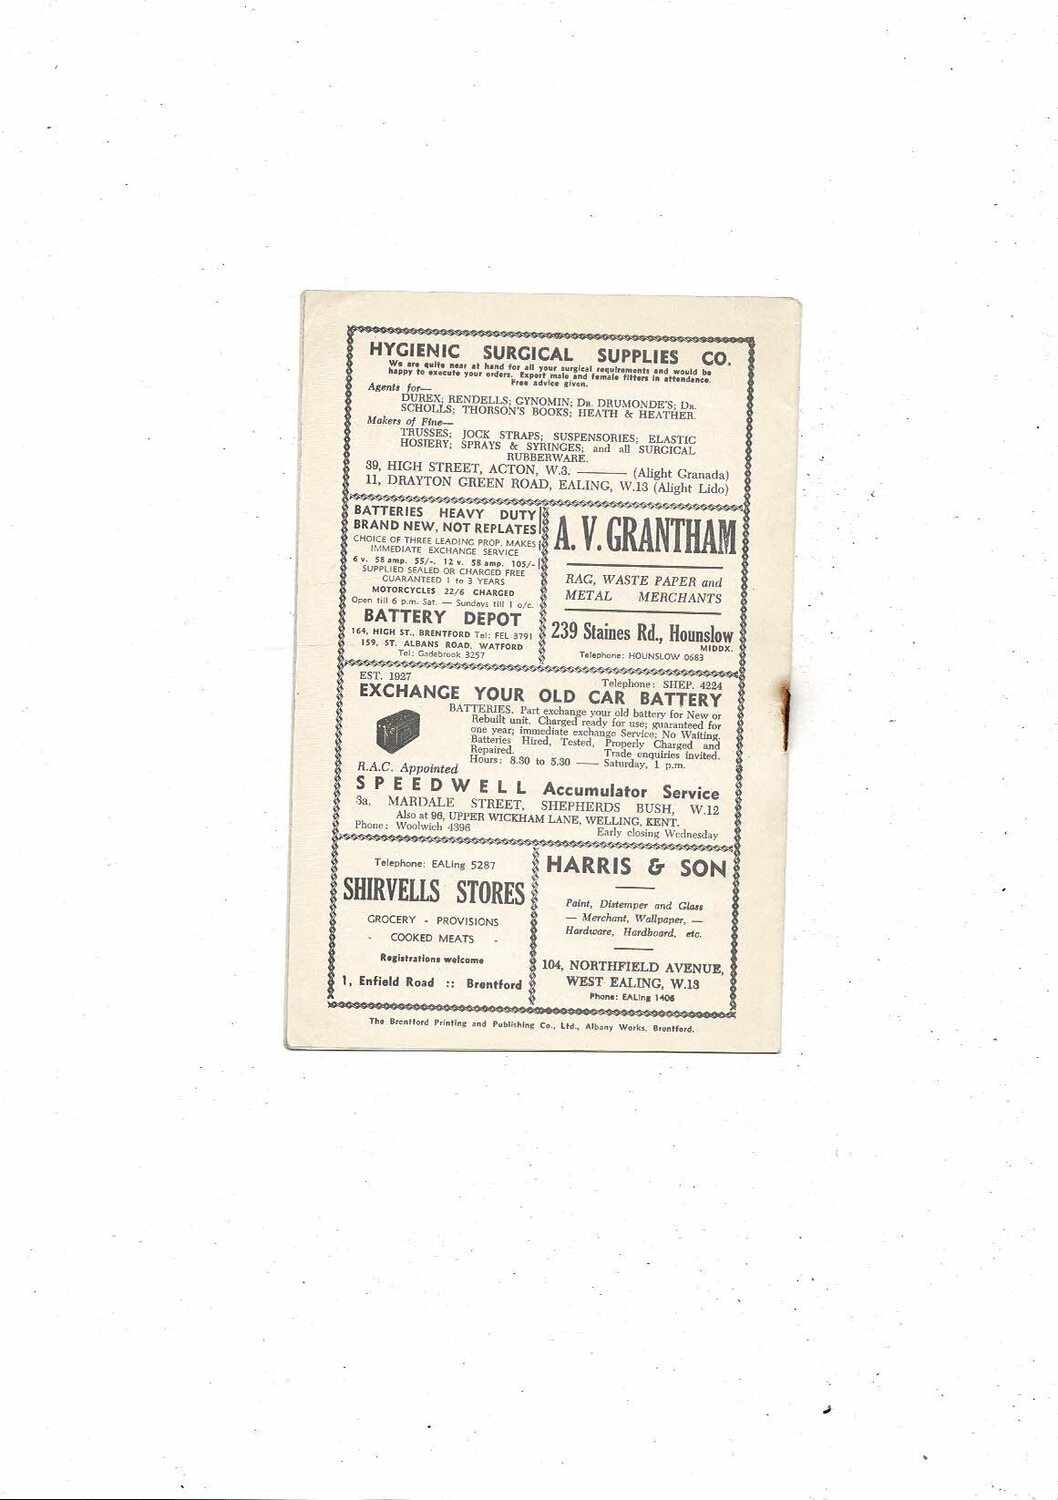 HYGIENIC SURGICAL SUPPLIES CO.
We are quite near at hand for all your surgical requirements and would be
happy to execute your orders. Expert male and female fitters in attendance.
Free advice given.
Agents for—
DUREX; RENDELLS; GYNOMIN; Dr. DRUMONDE'S; Dr.
SCHOLLS; THORSON'S BOOKS; HEATH & HEATHER.
Makers of Fine—
TRUSSES; JOCK STRAPS; SUSPENSORIES; ELASTIC
HOSIERY; SPRAYS & SYRINGES; and all SURGICAL
RUBBERWARE.
39, HIGH STREET, ACTON, W.3. ——— (Alight Granada)
11, DRAYTON GREEN ROAD, EALING, W.13 (Alight Lido)
BATTERIES HEAVY DUTY
BRAND NEW, NOT REPLATES
CHOICE OF THREE LEADING PROP. MAKES
IMMEDIATE EXCHANGE SERVICE
6 v. 58 amp. 55/-. 12 v. 58 amp. 105/-
SUPPLIED SEALED OR CHARGED FREE
GUARANTEED 1 to 3 YEARS
MOTORCYCLES 22/6 CHARGED
Open till 6 p.m. Sat. — Sundays till 1 o/c.
BATTERY DEPOT
164, HIGH ST., BRENTFORD Tel: FEL 3791
159, ST. ALBANS ROAD, WATFORD
Tel: Gadebrook 3257
A. V. GRANTHAM
RAG, WASTE PAPER and
METAL MERCHANTS
239 Staines Rd., Hounslow
MIDDX.
Telephone: HOUNSLOW 0683
EST. 1927 Telephone: SHEP. 4224
EXCHANGE YOUR OLD CAR BATTERY
BATTERIES. Part exchange your old battery for New or
Rebuilt unit. Charged ready for use; guaranteed for
one year; immediate exchange Service; No Waiting.
Batteries Hired, Tested, Properly Charged and
Repaired. Trade enquiries invited.
Hours: 8.30 to 5.30 —— Saturday, 1 p.m.
R.A.C. Appointed
SPEEDWELL Accumulator Service
3a, MARDALE STREET, SHEPHERDS BUSH, W.12
Also at 96, UPPER WICKHAM LANE, WELLING, KENT.
Phone: Woolwich 4396 Early closing Wednesday
Telephone: EALing 5287
SHIRVELLS STORES
GROCERY - PROVISIONS
- COOKED MEATS -
Registrations welcome
1, Enfield Road :: Brentford
HARRIS & SON
Paint, Distemper and Glass
— Merchant, Wallpaper, —
Hardware, Hardboard, etc.
104, NORTHFIELD AVENUE,
WEST EALING, W.13
Phone: EALing 1406
The Brentford Printing and Publishing Co., Ltd., Albany Works, Brentford.